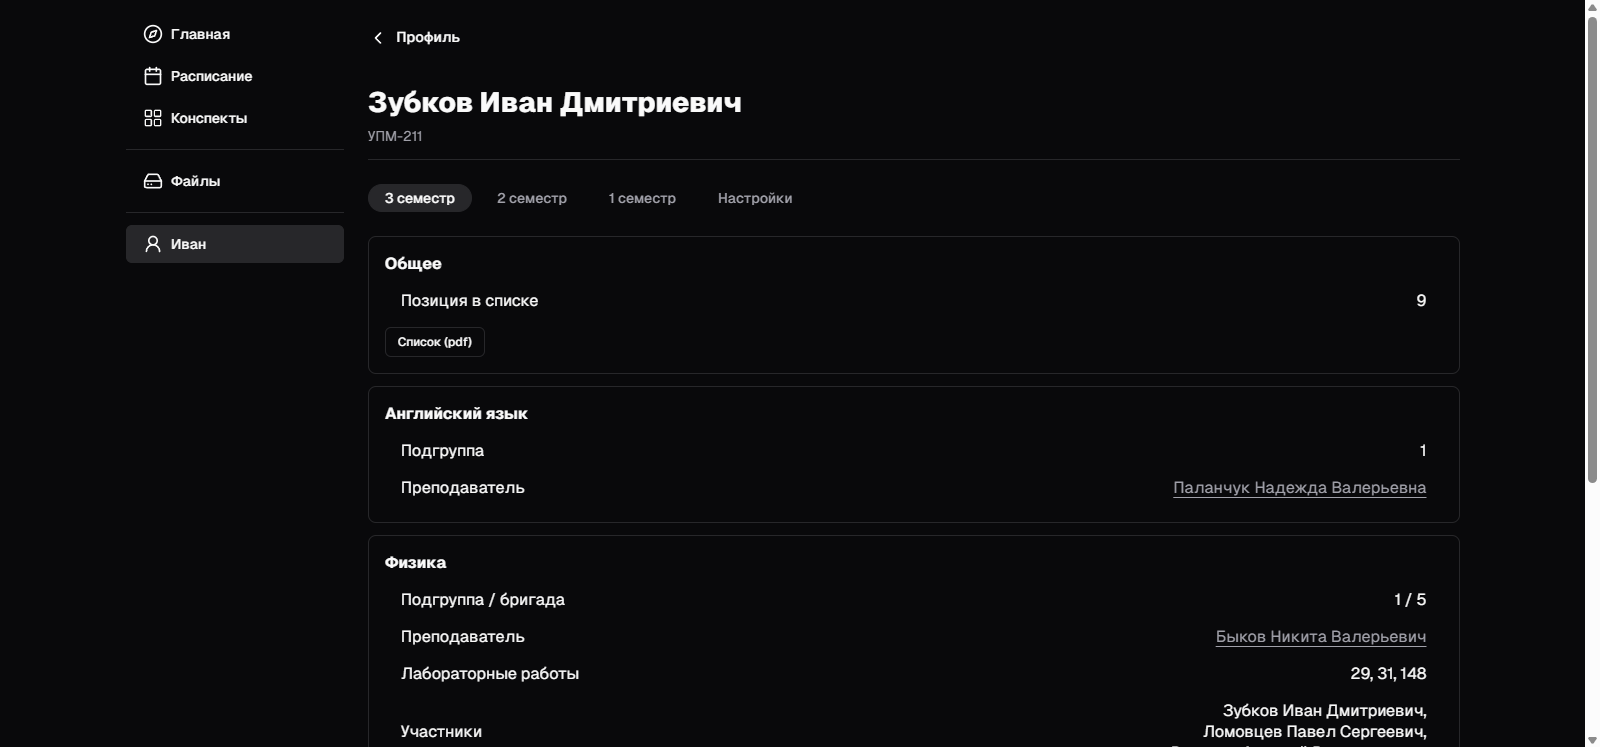 Главная
Расписание
Конспекты
Файлы
Иван
Профиль
Зубков Иван Дмитриевич
УПМ-211
3 семестр 2 семестр 1 семестр Настройки
Общее
Позиция в списке 9
Список (pdf)
Английский язык
Подгруппа 1
Преподаватель Паланчук Надежда Валерьевна
Физика
Подгруппа / бригада 1 / 5
Преподаватель Быков Никита Валерьевич
Лабораторные работы 29, 31, 148
Зубков Иван Дмитриевич,
Участники Ломовцев Павел Сергеевич,